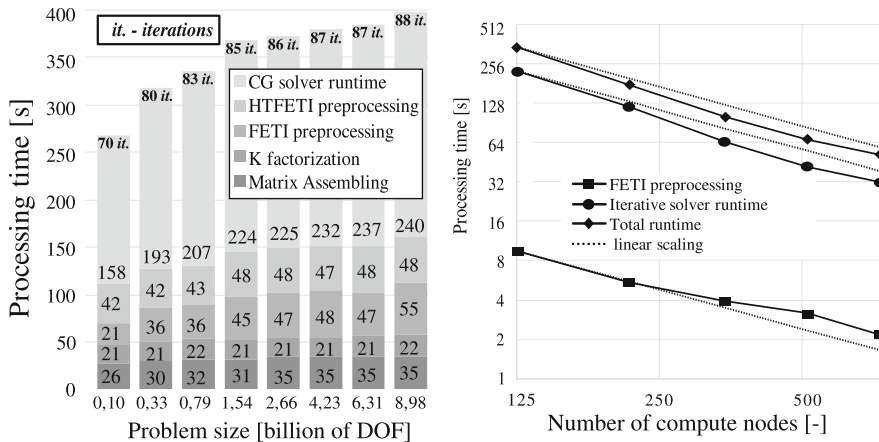 it. - iterations
Processing time [s]
400
350
300
250
200
150
100
50
0
70 it.
80 it.
83 it.
85 it.
86 it.
87 it.
87 it.
88 it.
CG solver runtime
HTFETI preprocessing
FETI preprocessing
K factorization
Matrix Assembling
158 193 207 224 225 232 237 240
42 42 43 48 48 47 48 48
21 36 36 45 47 48 47 55
21 21 22 21 21 21 21 22
26 30 32 31 35 35 35 35
0,10 0,33 0,79 1,54 2,66 4,23 6,31 8,98
Problem size [billion of DOF]
Processing time [s]
512
256
128
64
32
16
8
4
2
1
FETI preprocessing
Iterative solver runtime
Total runtime
linear scaling
125 250 500
Number of compute nodes [-]